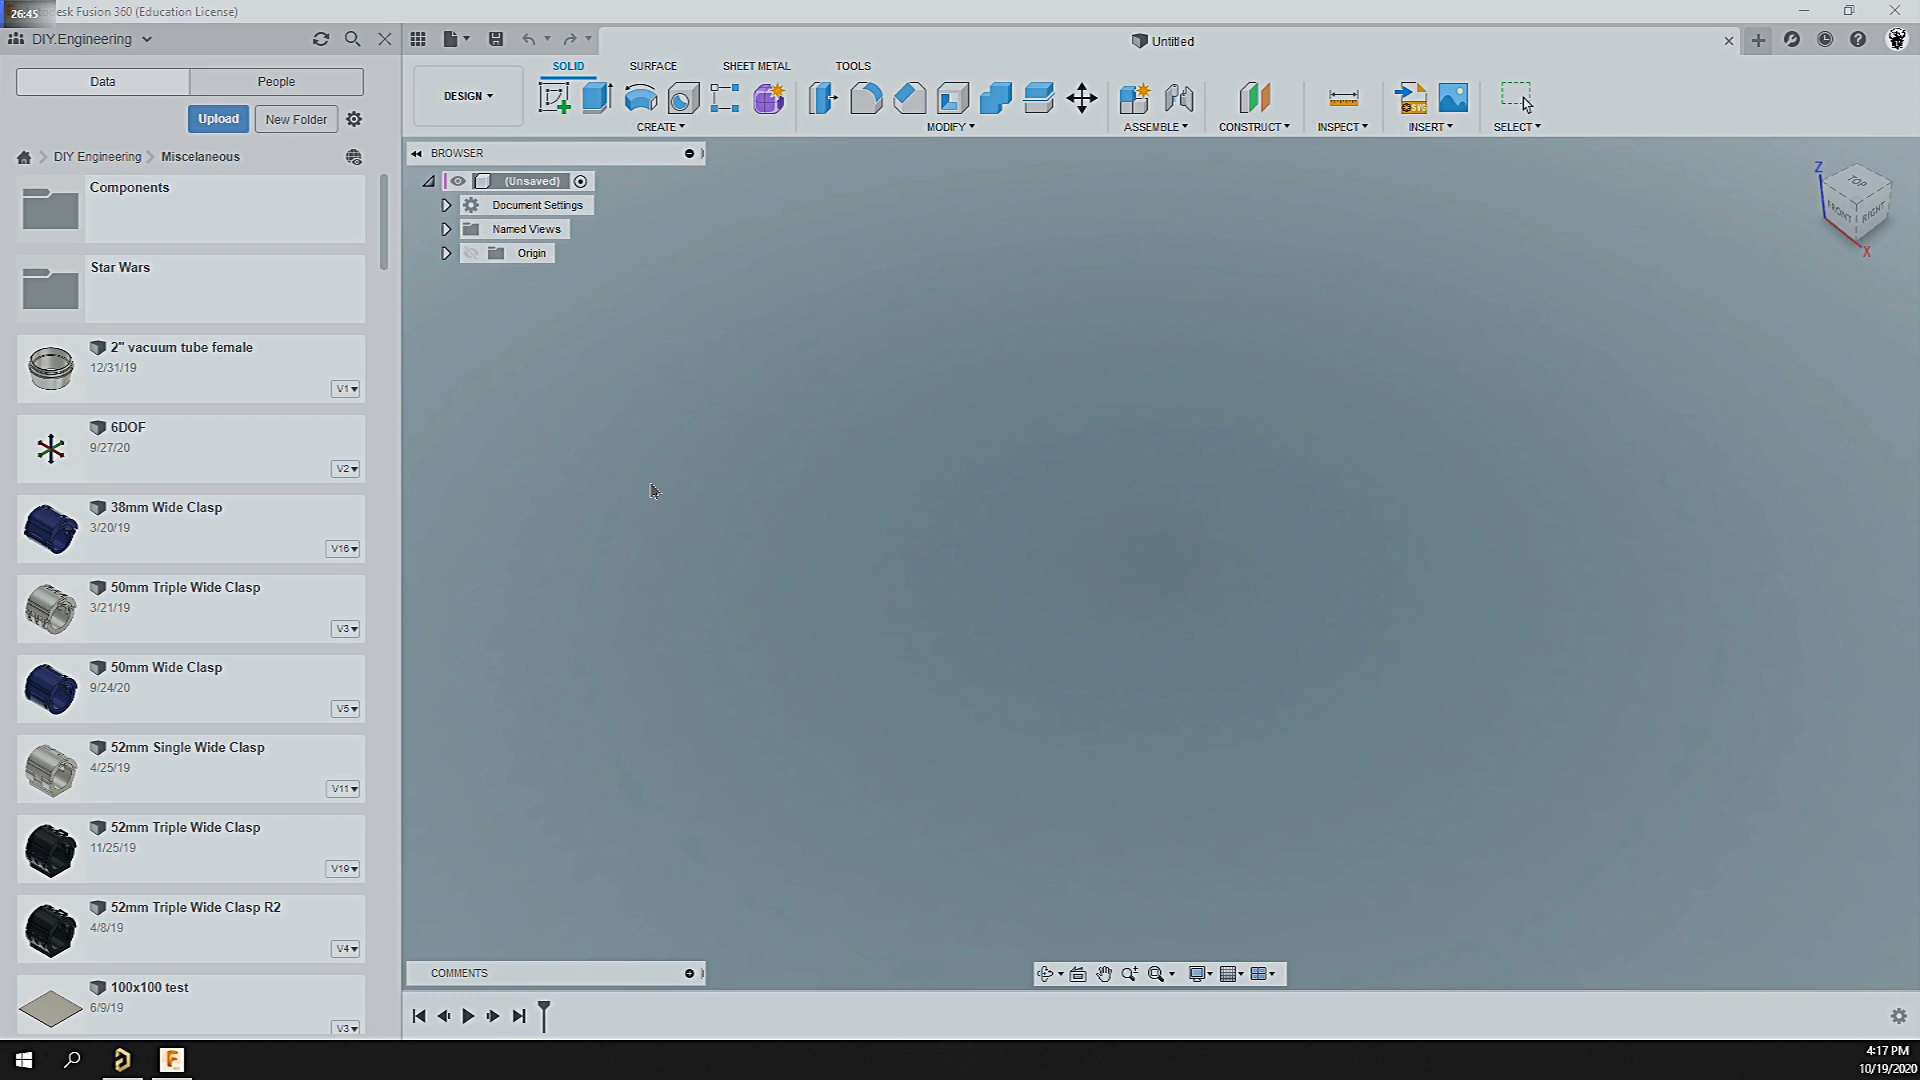 26:45 desk Fusion 360 (Education License)
DIY.Engineering
Untitled
Data
People
Upload
New Folder
DIY Engineering
Miscelaneous
Components
Star Wars
2" vacuum tube female
12/31/19
V1
6DOF
9/27/20
V2
38mm Wide Clasp
3/20/19
V16
50mm Triple Wide Clasp
3/21/19
V3
50mm Wide Clasp
9/24/20
V5
52mm Single Wide Clasp
4/25/19
V11
52mm Triple Wide Clasp
11/25/19
V19
52mm Triple Wide Clasp R2
4/8/19
V4
100x100 test
6/9/19
V3
SOLID
SURFACE
SHEET METAL
TOOLS
DESIGN
CREATE
MODIFY
ASSEMBLE
CONSTRUCT
INSPECT
INSERT
SELECT
SVG
BROWSER
(Unsaved)
Document Settings
Named Views
Origin
Z
TOP
FRONT
RIGHT
X
COMMENTS
4:17 PM
10/19/2020